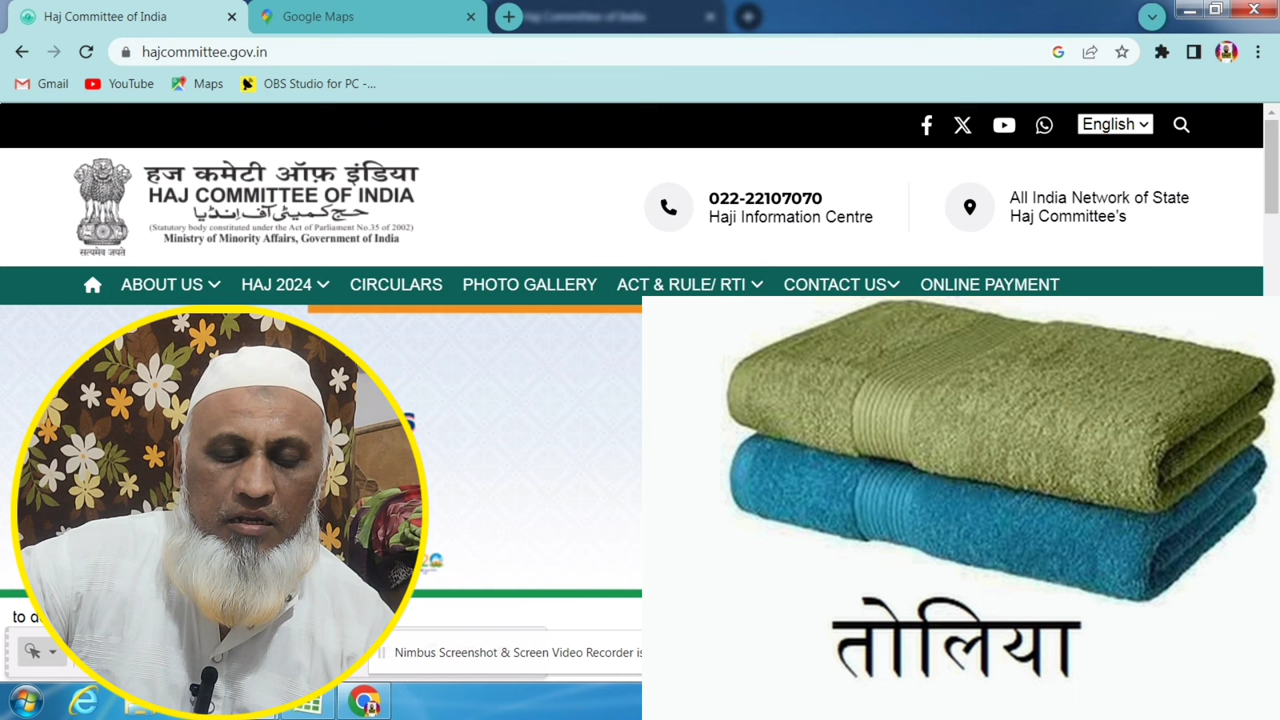 Haj Committee of India
Google Maps
Haj Committee of India
hajcommittee.gov.in
Gmail
YouTube
Maps
OBS Studio for PC -...
English
हज कमेटी ऑफ़ इंडिया
HAJ COMMITTEE OF INDIA
حج کمیٹی آف انڈیا
(Statutory body constituted under the Act of Parliament No.35 of 2002)
Ministry of Minority Affairs, Government of India
सत्यमेव जयते
022-22107070
Haji Information Centre
All India Network of State
Haj Committee's
ABOUT US
HAJ 2024
CIRCULARS
PHOTO GALLERY
ACT & RULE/ RTI
CONTACT US
ONLINE PAYMENT
तोलिया
Nimbus Screenshot & Screen Video Recorder is